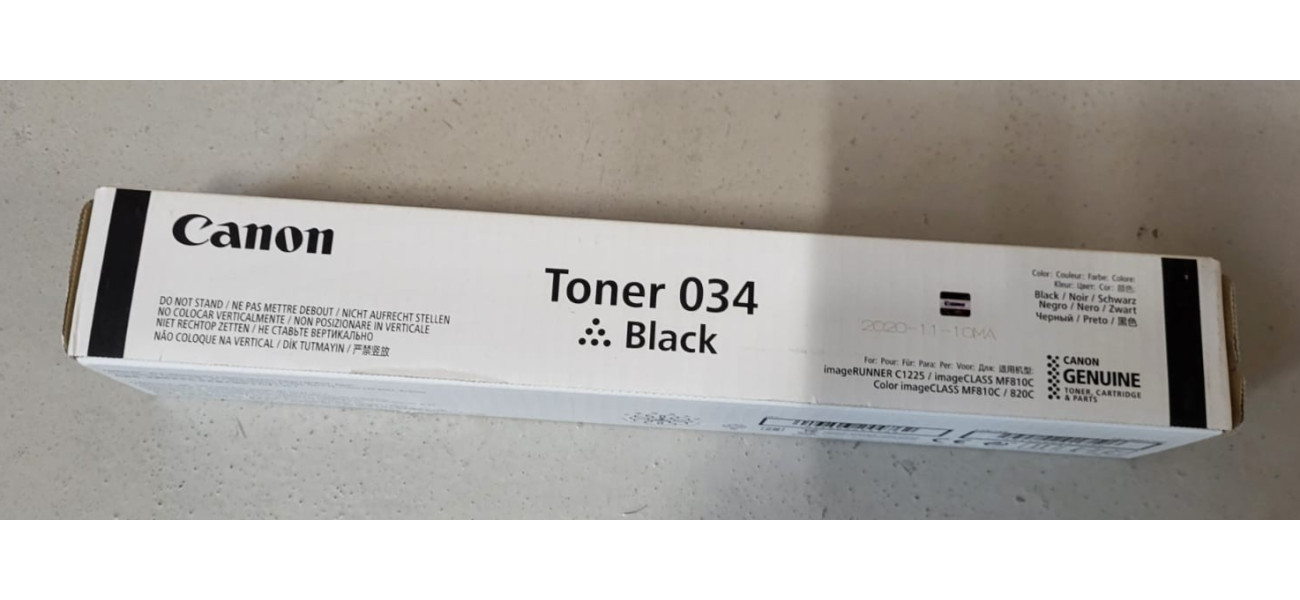 Canon
DO NOT STAND / NE PAS METTRE DEBOUT / NICHT AUFRECHT STELLEN
NO COLOCAR VERTICALMENTE / NON POSIZIONARE IN VERTICALE
NIET RECHTOP ZETTEN / НЕ СТАВЬТЕ ВЕРТИКАЛЬНО
NÃO COLOQUE NA VERTICAL / DİK TUTMAYIN / 严禁竖放
Toner 034
Black
2020-11-10MA
Color: Couleur: Farbe: Colore:
Kleur: Цвет: Cor: 颜色:
Black / Noir / Schwarz
Negro / Nero / Zwart
Черный / Preto / 黑色
For: Pour: Für: Para: Per: Voor: Для: 适用机型:
imageRUNNER C1225 / imageCLASS MF810C
Color imageCLASS MF810C / 820C
CANON
GENUINE
TONER, CARTRIDGE
& PARTS